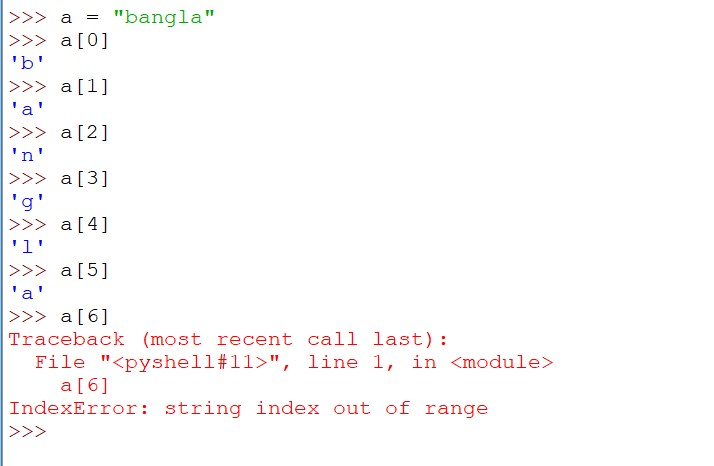 >>> a = "bangla"
>>> a[0]
'b'
>>> a[1]
'a'
>>> a[2]
'n'
>>> a[3]
'g'
>>> a[4]
'l'
>>> a[5]
'a'
>>> a[6]
Traceback (most recent call last):
  File "<pyshell#11>", line 1, in <module>
    a[6]
IndexError: string index out of range
>>>